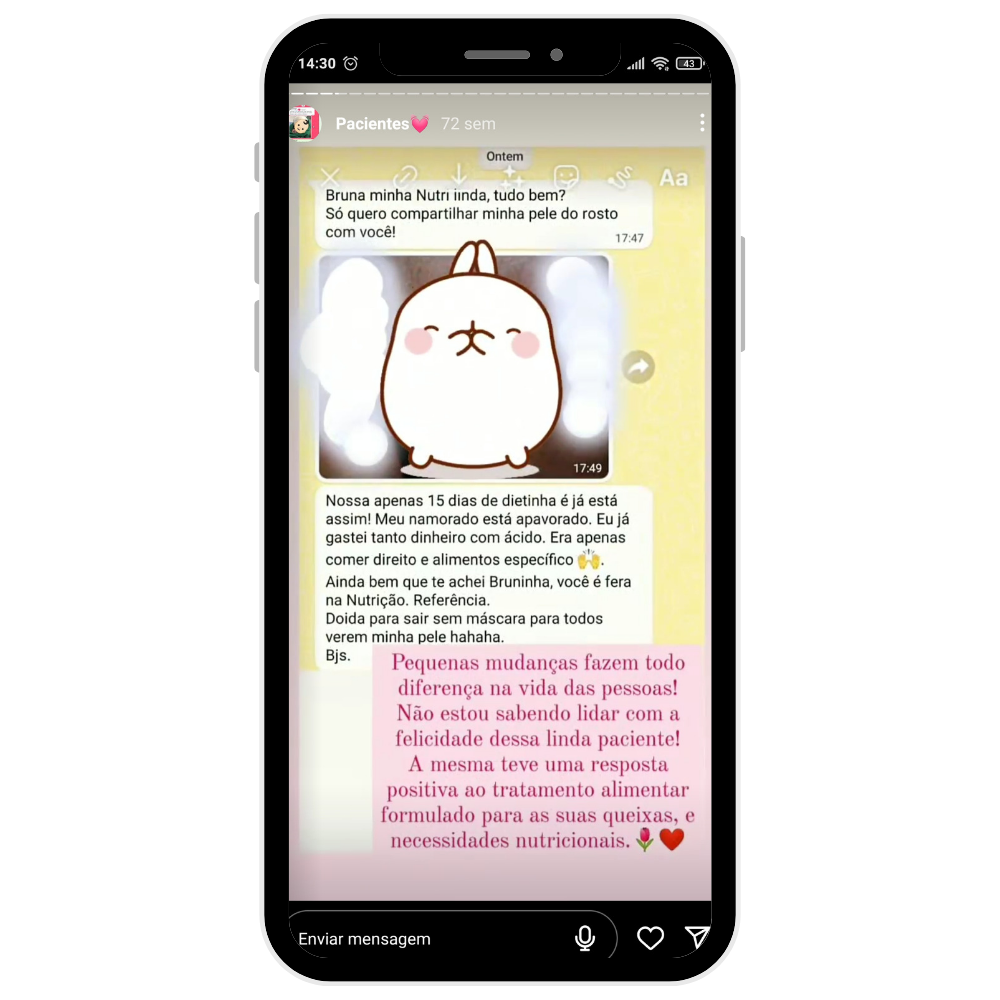 14:30
43
Pacientes💗 72 sem
Ontem
Aa
Bruna minha Nutri linda, tudo bem?
Só quero compartilhar minha pele do rosto
com você!
17:47
17:49
Nossa apenas 15 dias de dietinha é já está
assim! Meu namorado está apavorado. Eu já
gastei tanto dinheiro com ácido. Era apenas
comer direito e alimentos específico 🙌.
Ainda bem que te achei Bruninha, você é fera
na Nutrição. Referência.
Doida para sair sem máscara para todos
verem minha pele hahaha.
Bjs.
Pequenas mudanças fazem todo
diferença na vida das pessoas!
Não estou sabendo lidar com a
felicidade dessa linda paciente!
A mesma teve uma resposta
positiva ao tratamento alimentar
formulado para as suas queixas, e
necessidades nutricionais.🌷❤️
Enviar mensagem